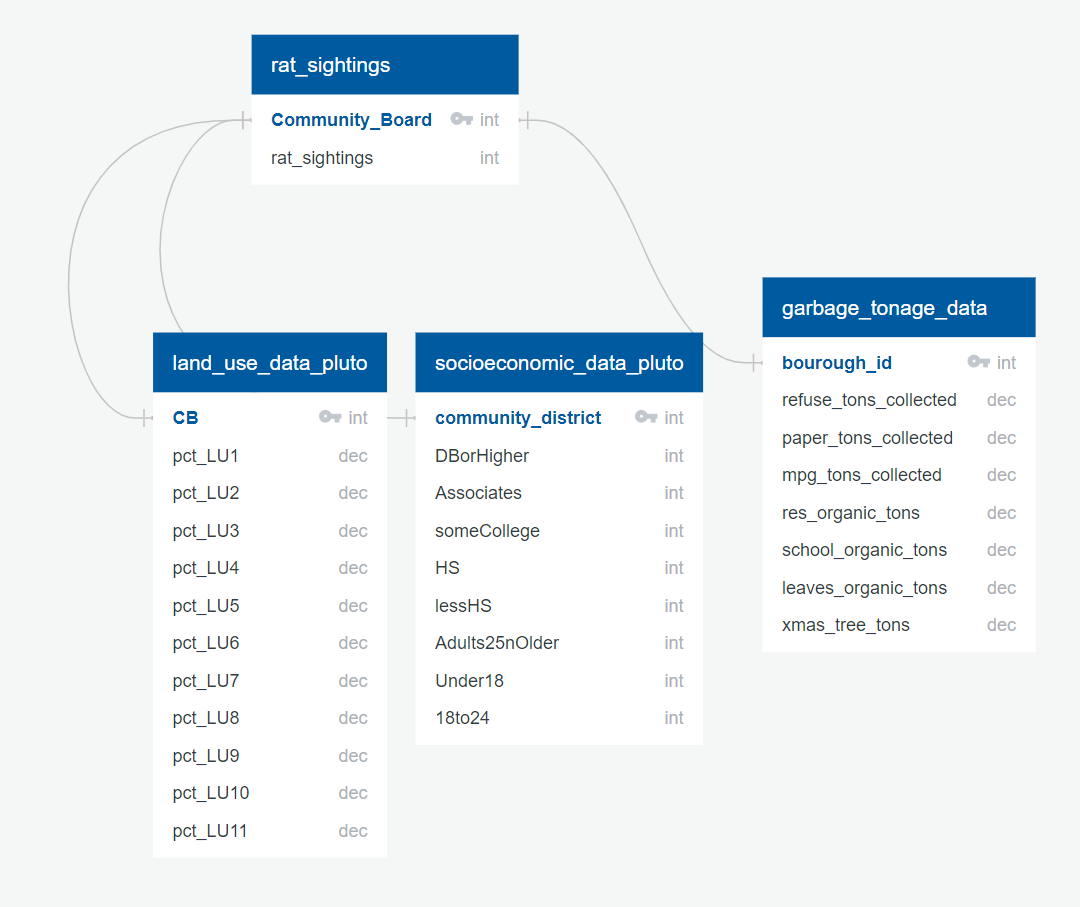 rat_sightings
Community_Board int
rat_sightings int
land_use_data_pluto
CB int
pct_LU1 dec
pct_LU2 dec
pct_LU3 dec
pct_LU4 dec
pct_LU5 dec
pct_LU6 dec
pct_LU7 dec
pct_LU8 dec
pct_LU9 dec
pct_LU10 dec
pct_LU11 dec
socioeconomic_data_pluto
community_district int
DBorHigher int
Associates int
someCollege int
HS int
lessHS int
Adults25nOlder int
Under18 int
18to24 int
garbage_tonage_data
bourough_id int
refuse_tons_collected dec
paper_tons_collected dec
mpg_tons_collected dec
res_organic_tons dec
school_organic_tons dec
leaves_organic_tons dec
xmas_tree_tons dec